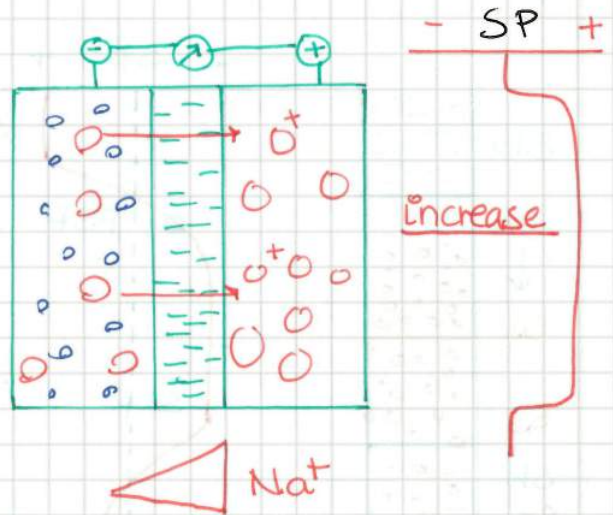 - SP +
- +
+
increase
+
Na+